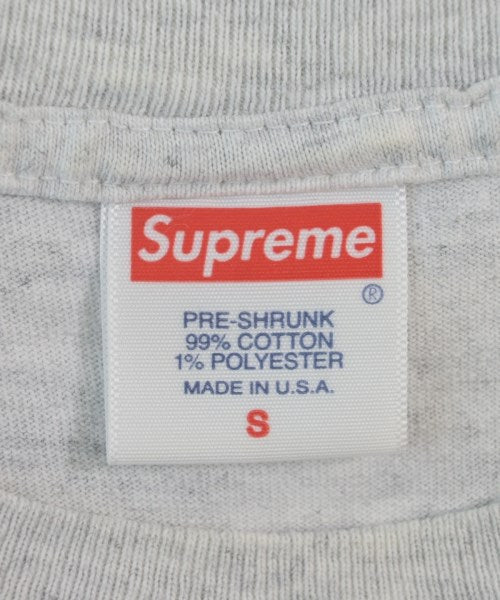 Supreme
®
PRE-SHRUNK
99% COTTON
1% POLYESTER
MADE IN U.S.A.
S